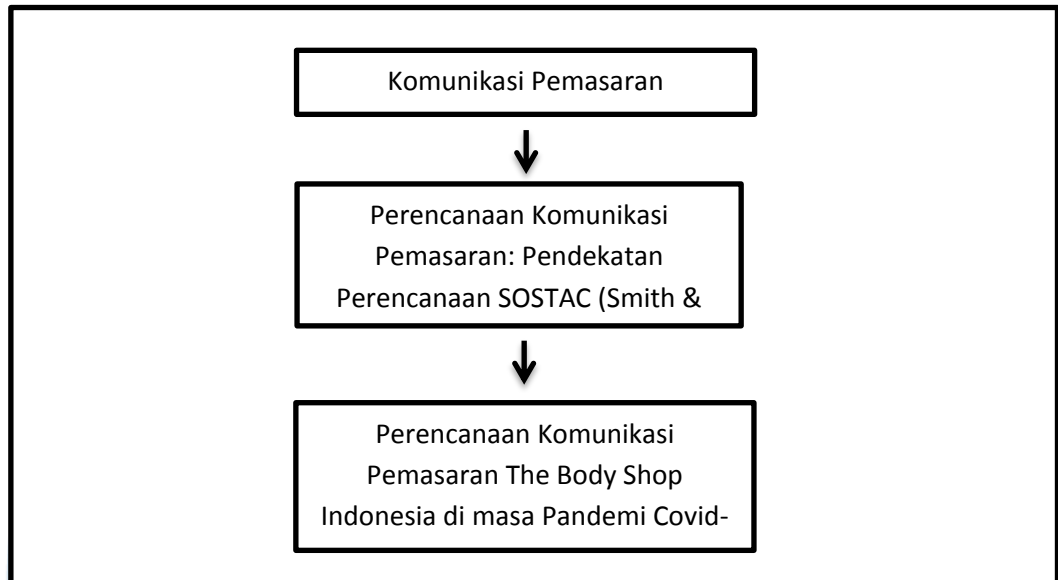 Komunikasi Pemasaran
Perencanaan Komunikasi
Pemasaran: Pendekatan
Perencanaan SOSTAC (Smith &
Perencanaan Komunikasi
Pemasaran The Body Shop
Indonesia di masa Pandemi Covid-